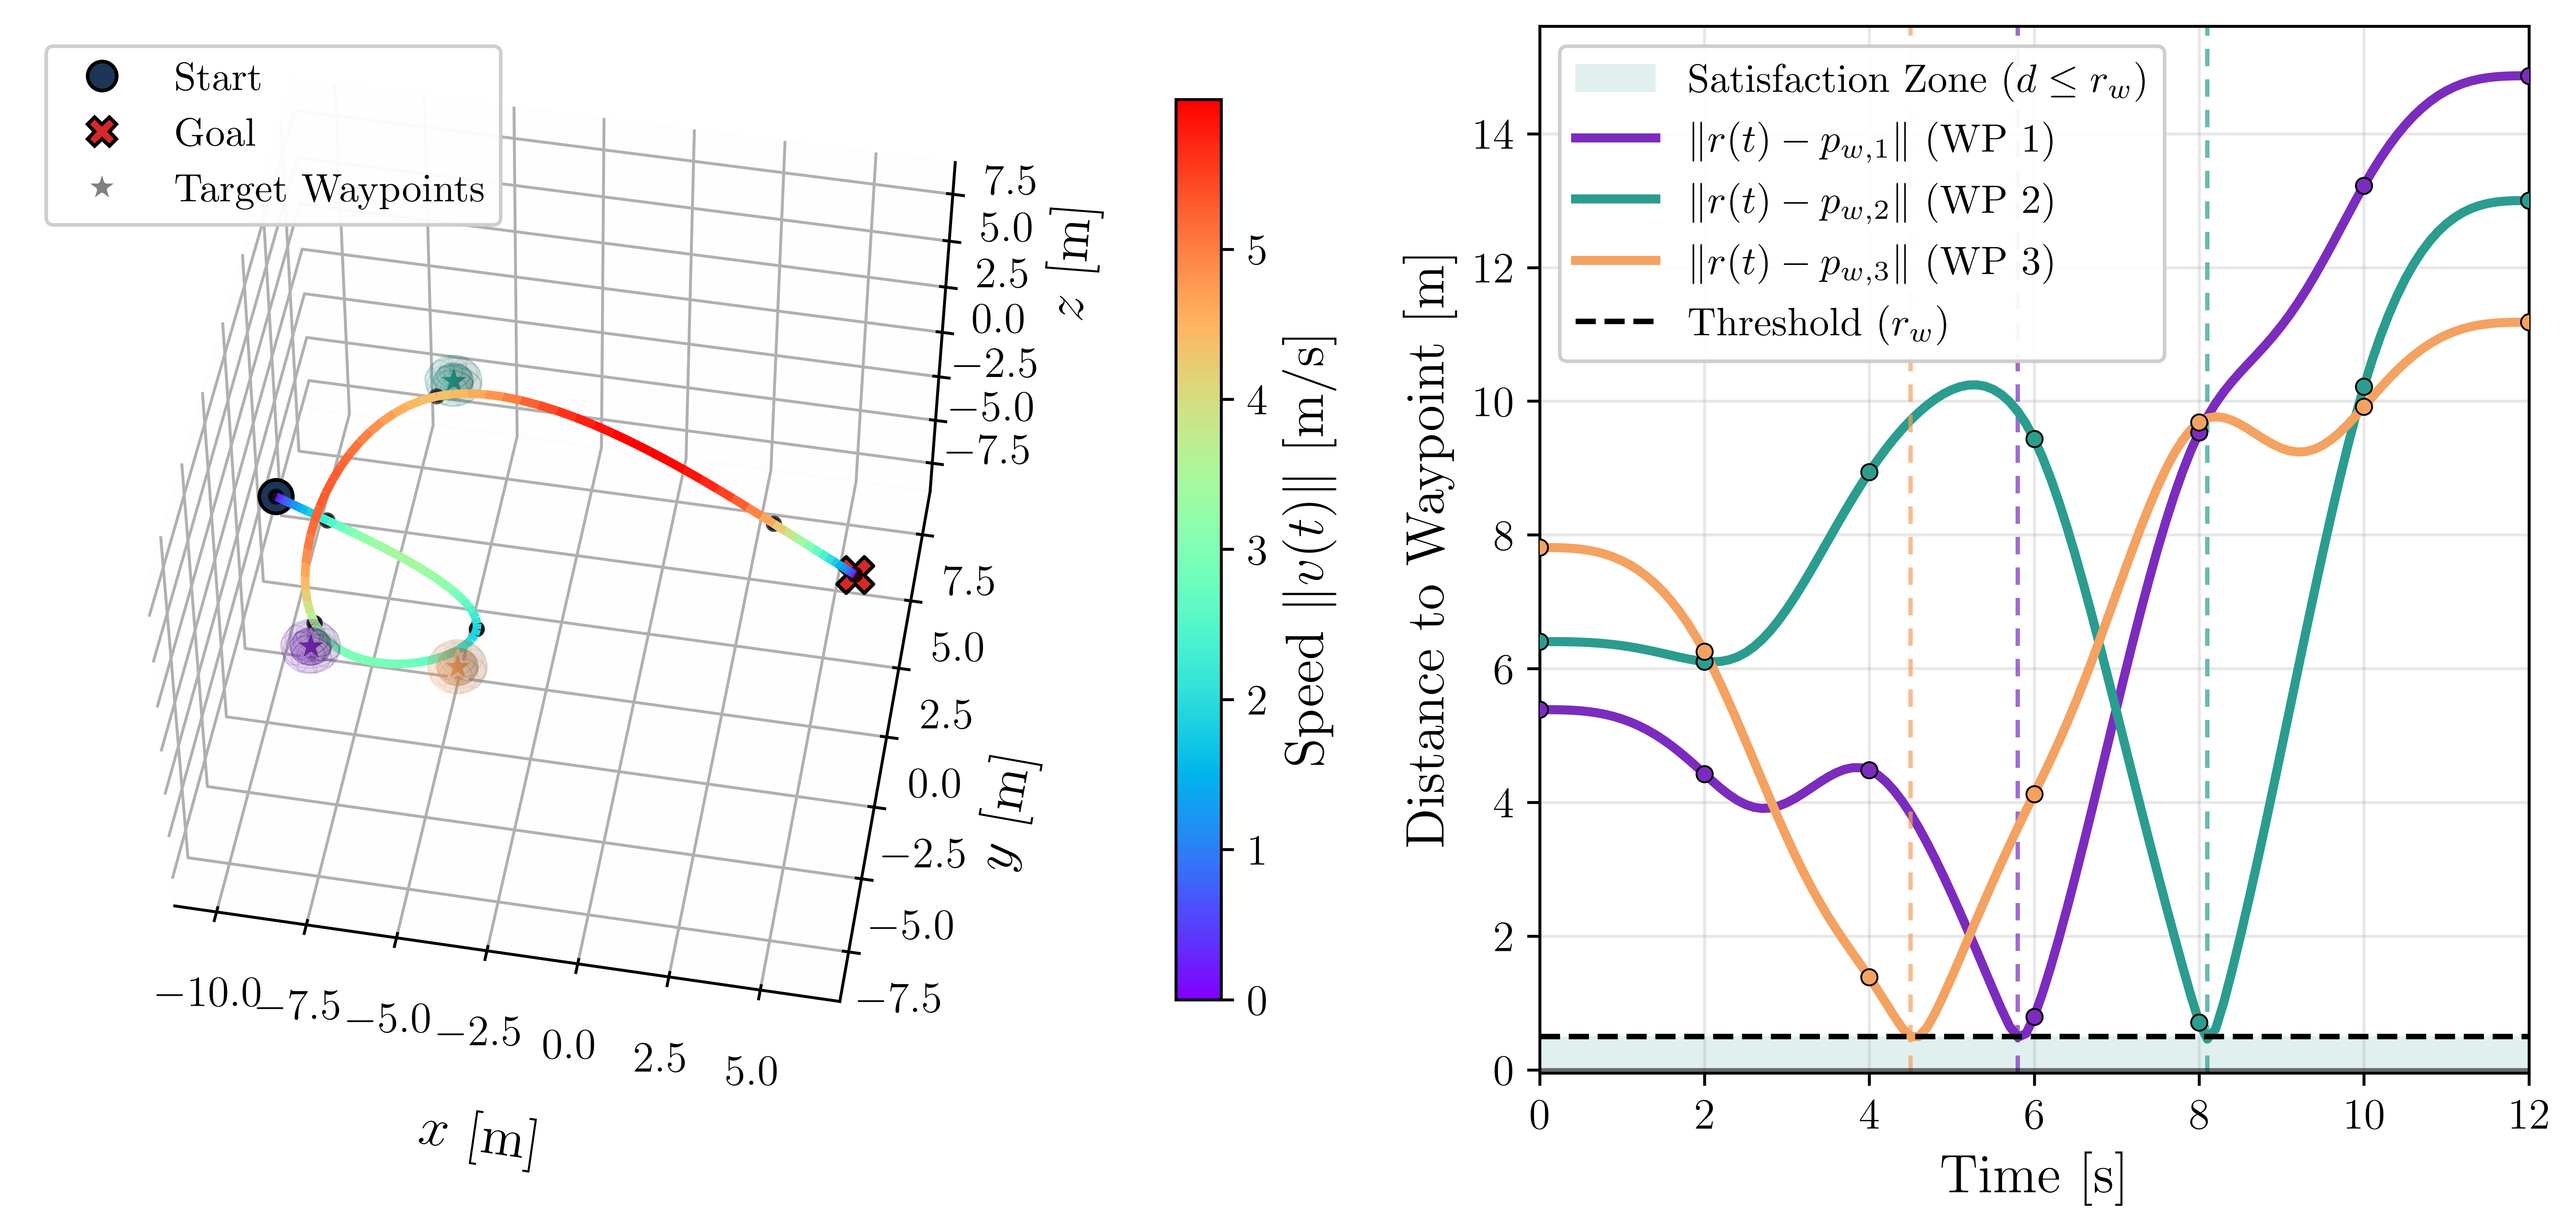 Start
Goal
Target Waypoints
7.5
5.0
2.5
0.0
−2.5
−5.0
−7.5
z [m]
7.5
5.0
2.5
0.0
−2.5
−5.0
−7.5
y [m]
−10.0
−7.5
−5.0
−2.5
0.0
2.5
5.0
x [m]
5
4
3
2
1
0
Speed ‖v(t)‖ [m/s]
Satisfaction Zone (d ≤ r_w)
‖r(t) − p_{w,1}‖ (WP 1)
‖r(t) − p_{w,2}‖ (WP 2)
‖r(t) − p_{w,3}‖ (WP 3)
Threshold (r_w)
14
12
10
8
6
4
2
0
Distance to Waypoint [m]
0 2 4 6 8 10 12
Time [s]